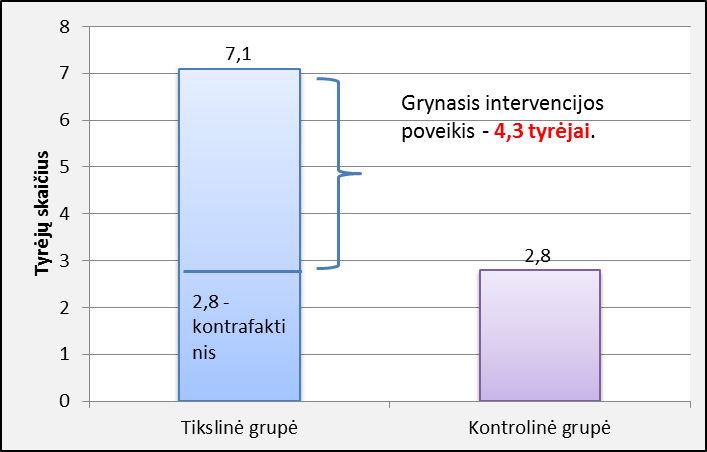 8
7
6
5
4
3
2
1
0
Tyrėjų skaičius
7,1
Grynasis intervencijos
poveikis - 4,3 tyrėjai.
2,8 -
kontrafakti
nis
2,8
Tikslinė grupė
Kontrolinė grupė